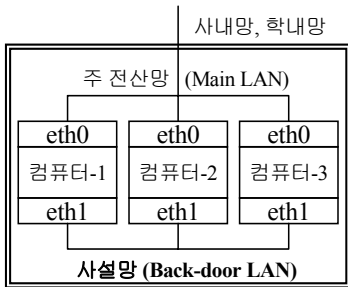 사내망, 학내망
주 전산망 (Main LAN)
eth0 eth0 eth0
컴퓨터-1 컴퓨터-2 컴퓨터-3
eth1 eth1 eth1
사설망 (Back-door LAN)